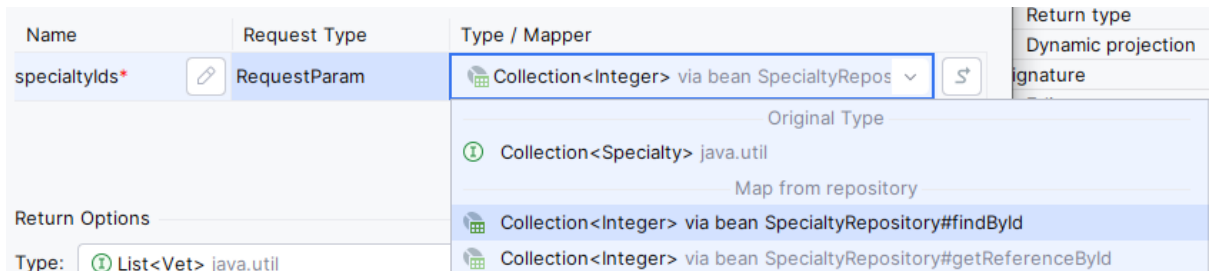 Return type
Name Request Type Type / Mapper
Dynamic projection
specialtyIds* RequestParam Collection<Integer> via bean SpecialtyRepos
ignature
Original Type
Collection<Specialty> java.util
Map from repository
Return Options
Collection<Integer> via bean SpecialtyRepository#findById
Type: List<Vet> java.util
Collection<Integer> via bean SpecialtyRepository#getReferenceById